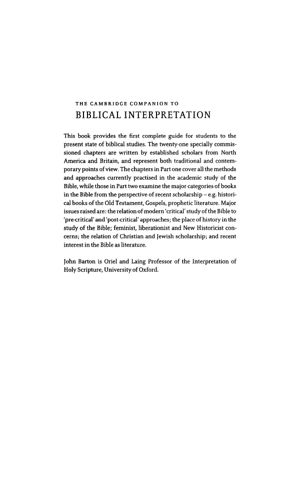 THE CAMBRIDGE COMPANION TO
BIBLICAL INTERPRETATION
This book provides the first complete guide for students to the
present state of biblical studies. The twenty-one specially commis-
sioned chapters are written by established scholars from North
America and Britain, and represent both traditional and contem-
porary points of view. The chapters in Part one cover all the methods
and approaches currently practised in the academic study of the
Bible, while those in Part two examine the major categories of books
in the Bible from the perspective of recent scholarship – e.g. histori-
cal books of the Old Testament, Gospels, prophetic literature. Major
issues raised are: the relation of modern 'critical' study of the Bible to
'pre-critical' and 'post-critical' approaches; the place of history in the
study of the Bible; feminist, liberationist and New Historicist con-
cerns; the relation of Christian and Jewish scholarship; and recent
interest in the Bible as literature.
John Barton is Oriel and Laing Professor of the Interpretation of
Holy Scripture, University of Oxford.